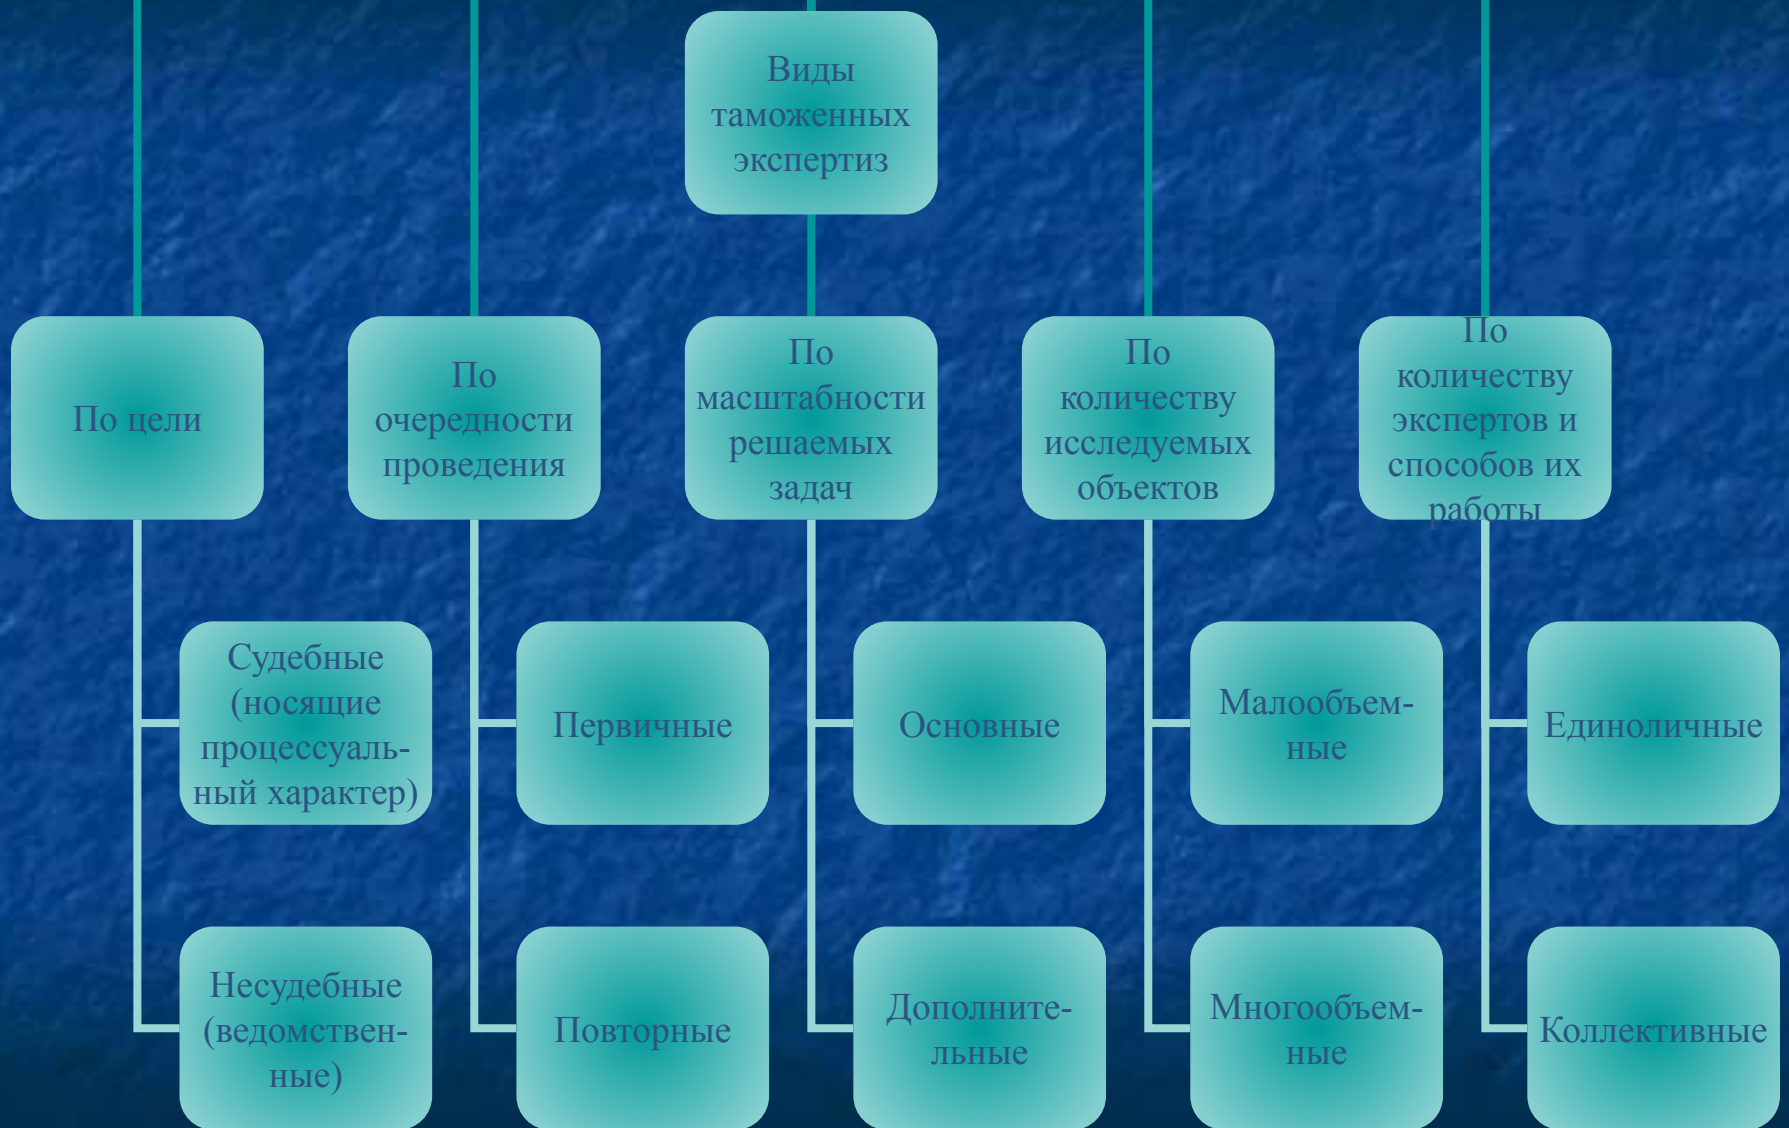 Виды
таможенных
экспертиз
По цели
По
очередности
проведения
По
масштабности
решаемых
задач
По
количеству
исследуемых
объектов
По
количеству
экспертов и
способов их
работы
Судебные
(носящие
процессуаль-
ный характер)
Первичные
Основные
Малообъем-
ные
Единоличные
Несудебные
(ведомствен-
ные)
Повторные
Дополните-
льные
Многообъем-
ные
Коллективные